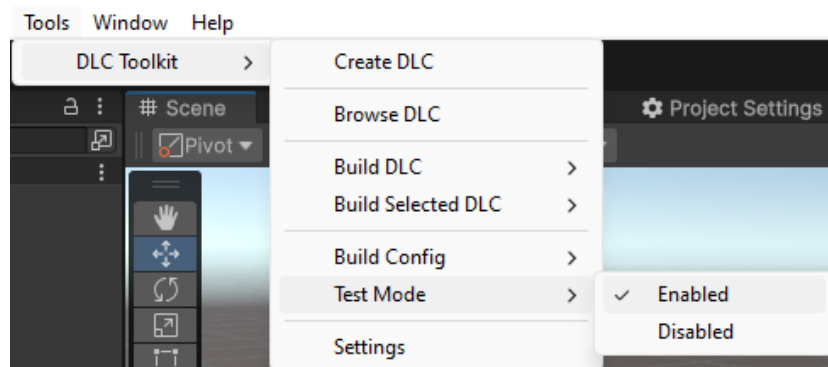 Tools Window Help
DLC Toolkit
Create DLC
# Scene
Project Settings
Browse DLC
Pivot
Build DLC
Build Selected DLC
Build Config
Test Mode
Enabled
Disabled
Settings